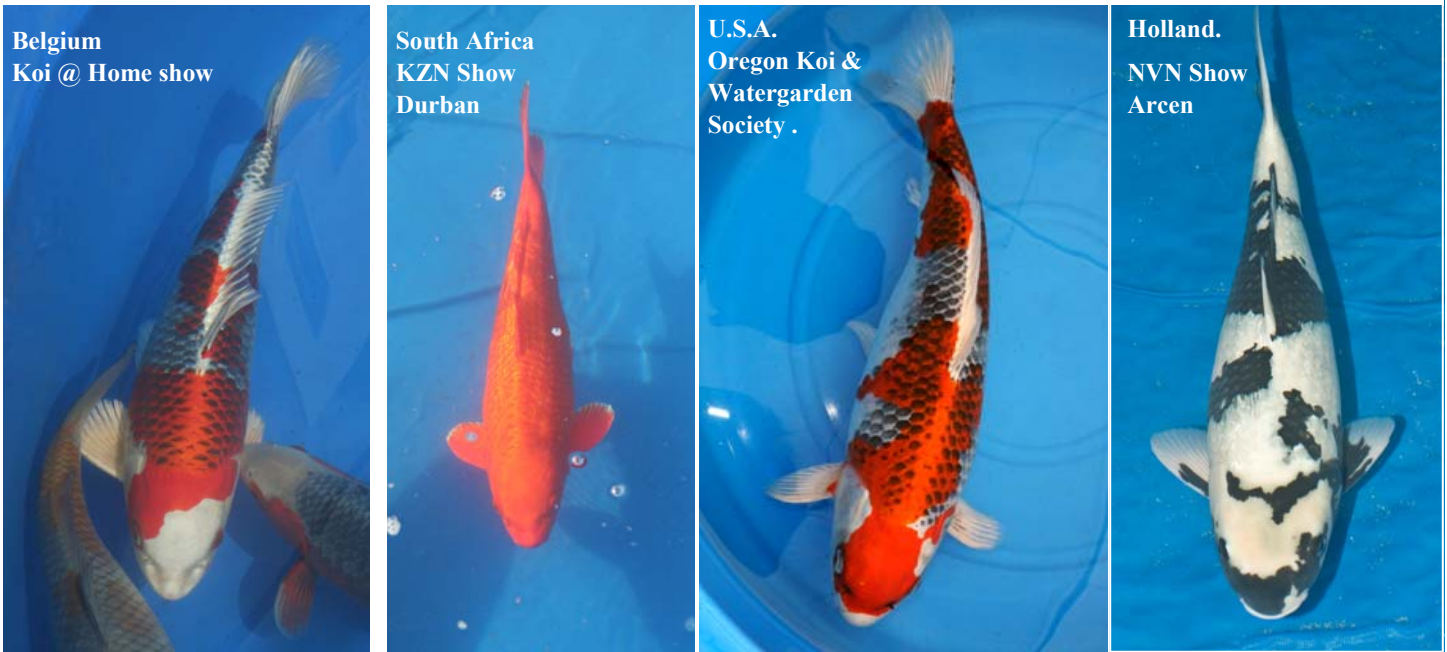 Belgium
Koi @ Home show
South Africa
KZN Show
Durban
U.S.A.
Oregon Koi &
Watergarden
Society .
Holland.
NVN Show
Arcen